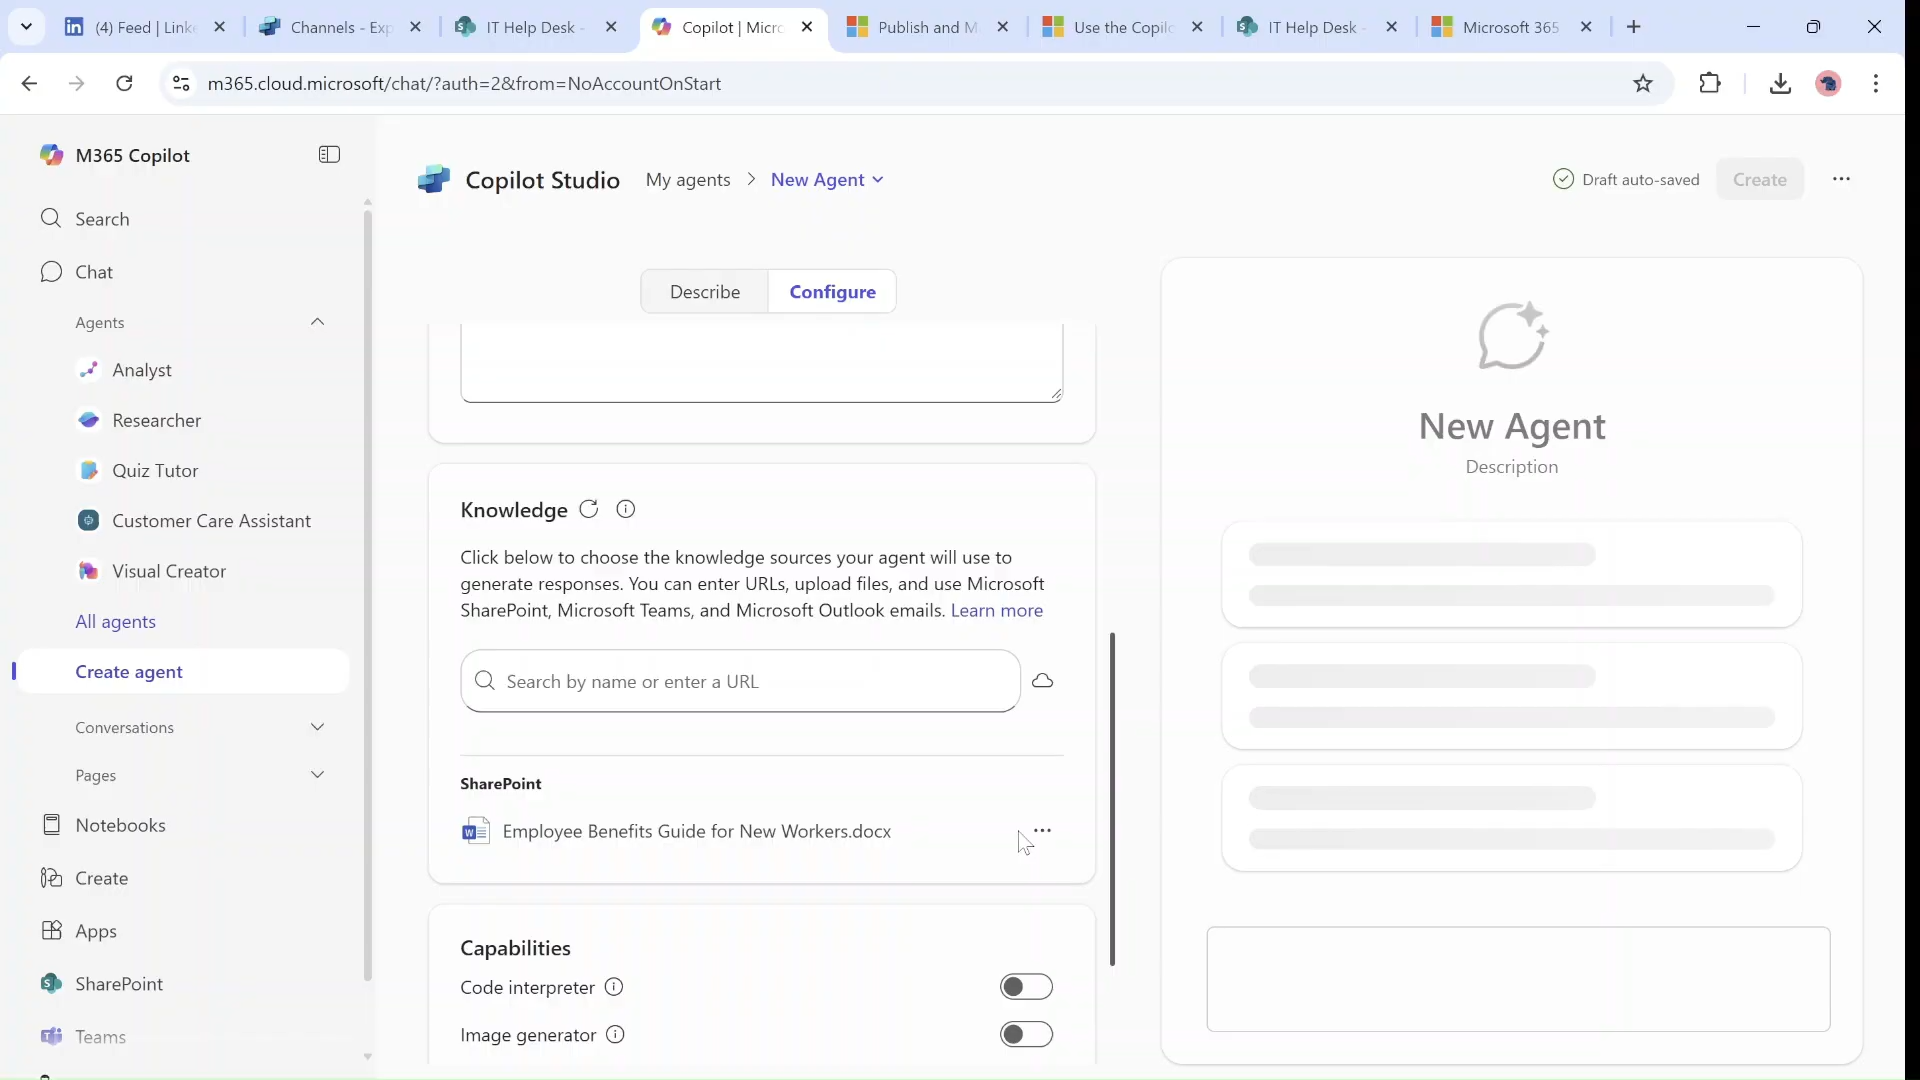 (4) Feed | Link
Channels - Exp
IT Help Desk -
Copilot | Micro
Publish and M
Use the Copilo
IT Help Desk -
Microsoft 365
m365.cloud.microsoft/chat/?auth=2&from=NoAccountOnStart
M365 Copilot
Search
Chat
Agents
Analyst
Researcher
Quiz Tutor
Customer Care Assistant
Visual Creator
All agents
Create agent
Conversations
Pages
Notebooks
Create
Apps
SharePoint
Teams
Copilot Studio
My agents > New Agent
Draft auto-saved
Create
Describe
Configure
Knowledge
Click below to choose the knowledge sources your agent will use to
generate responses. You can enter URLs, upload files, and use Microsoft
SharePoint, Microsoft Teams, and Microsoft Outlook emails. Learn more
Search by name or enter a URL
SharePoint
Employee Benefits Guide for New Workers.docx
Capabilities
Code interpreter
Image generator
New Agent
Description